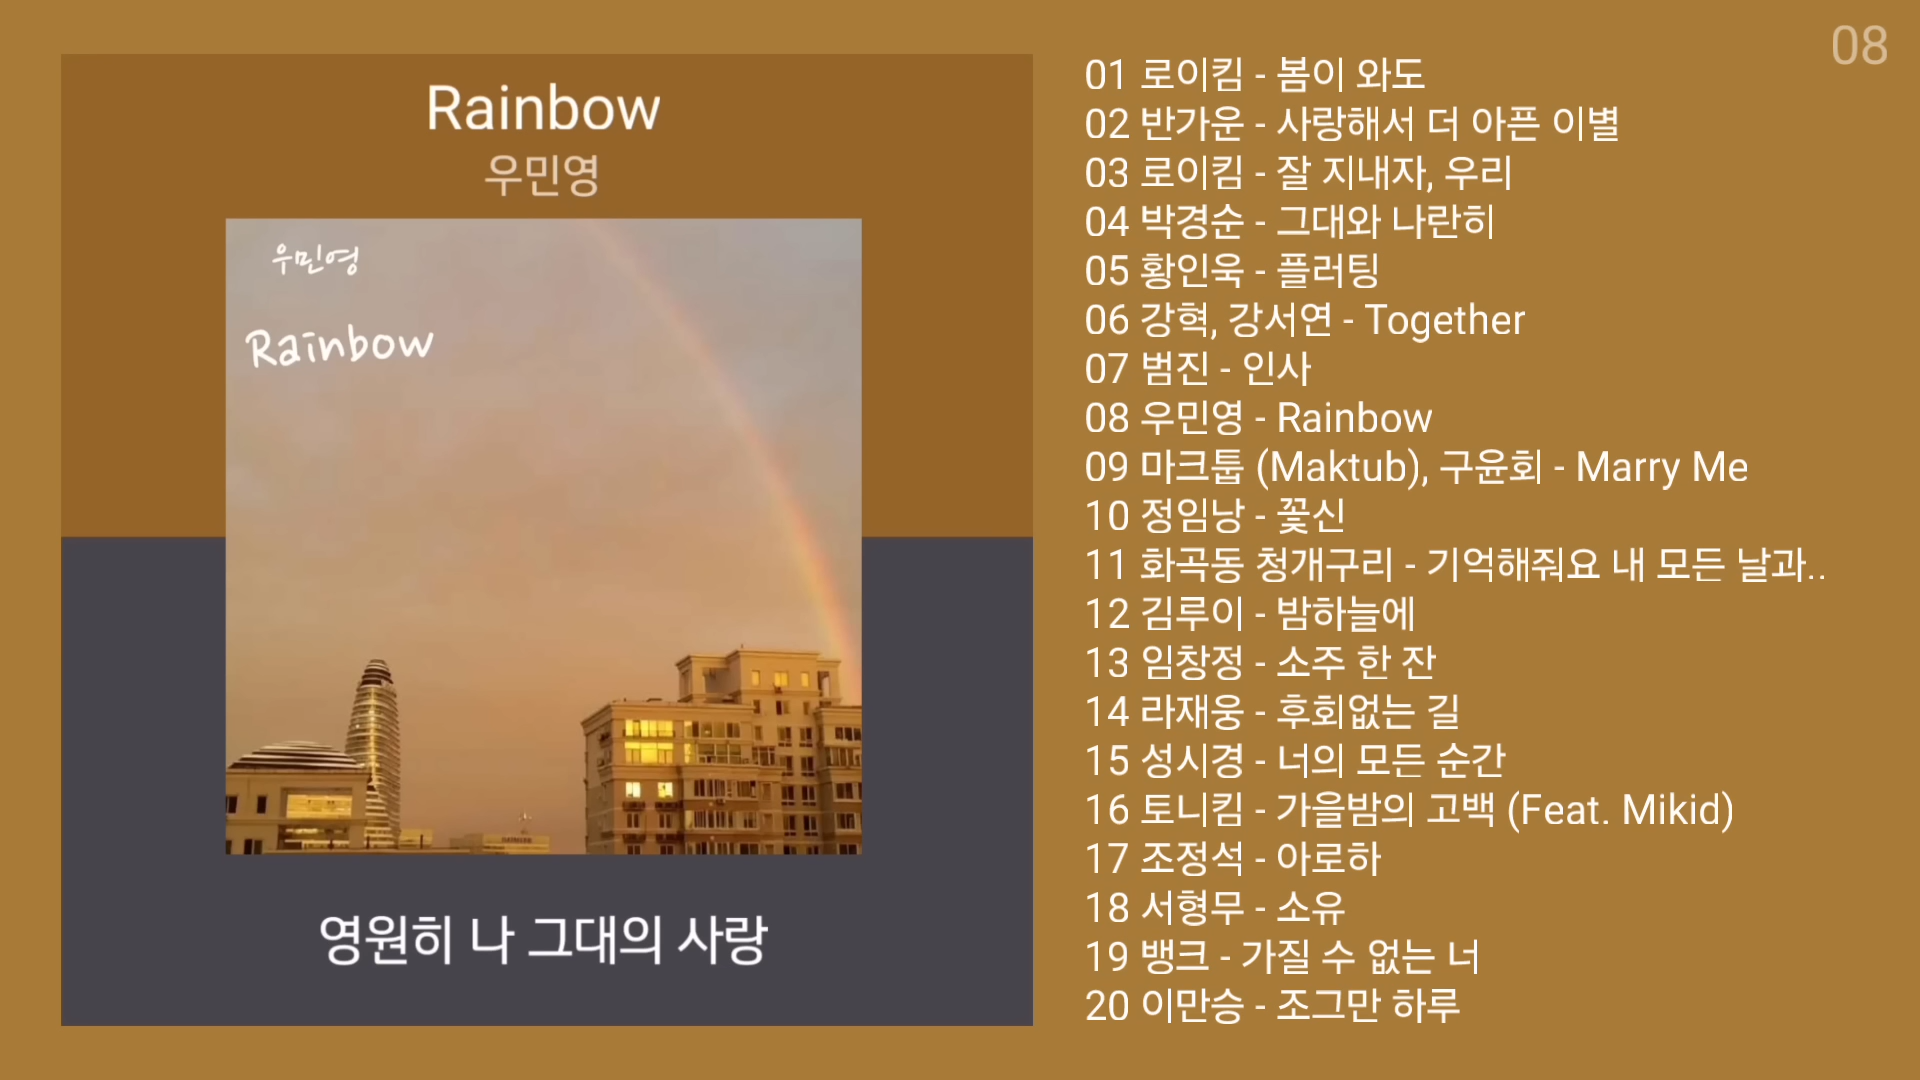 08
Rainbow
우민영
우민영
Rainbow
영원히 나 그대의 사랑
01 로이킴 - 봄이 와도
02 반가운 - 사랑해서 더 아픈 이별
03 로이킴 - 잘 지내자, 우리
04 박경순 - 그대와 나란히
05 황인욱 - 플러팅
06 강혁, 강서연 - Together
07 범진 - 인사
08 우민영 - Rainbow
09 마크툽 (Maktub), 구윤회 - Marry Me
10 정임낭 - 꽃신
11 화곡동 청개구리 - 기억해줘요 내 모든 날과..
12 김루이 - 밤하늘에
13 임창정 - 소주 한 잔
14 라재웅 - 후회없는 길
15 성시경 - 너의 모든 순간
16 토니킴 - 가을밤의 고백 (Feat. Mikid)
17 조정석 - 아로하
18 서형무 - 소유
19 뱅크 - 가질 수 없는 너
20 이만승 - 조그만 하루